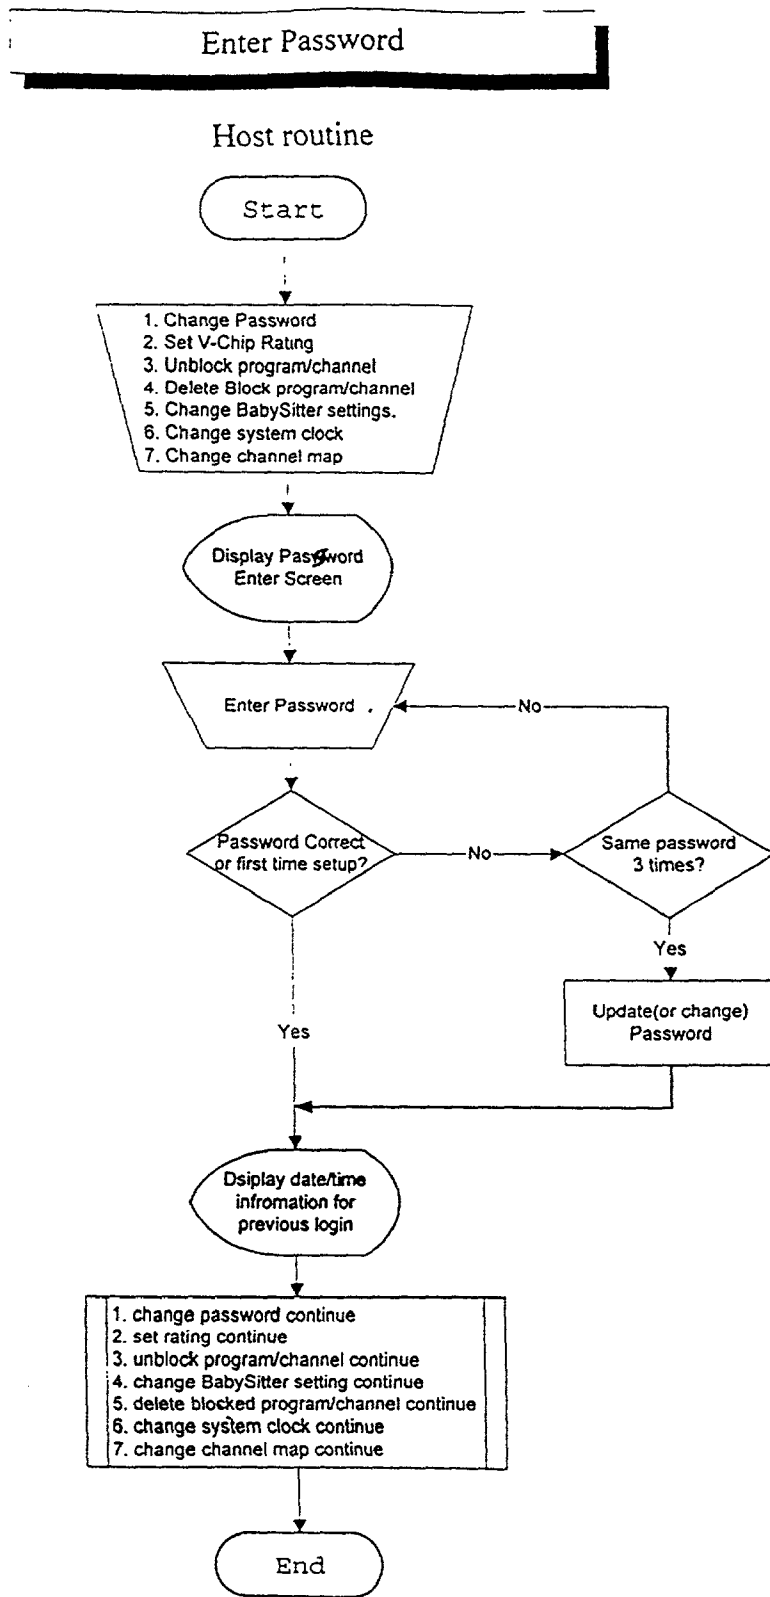 Enter Password
Host routine
Start
1. Change Password
2. Set V-Chip Rating
3. Unblock program/channel
4. Delete Block program/channel
5. Change BabySitter settings.
6. Change system clock
7. Change channel map
Display Password
Enter Screen
Enter Password
No
Password Correct
or first time setup?
No
Same password
3 times?
Yes
Yes
Update(or change)
Password
Dsiplay date/time
infromation for
previous login
1. change password continue
2. set rating continue
3. unblock program/channel continue
4. change BabySitter setting continue
5. delete blocked program/channel continue
6. change system clock continue
7. change channel map continue
End